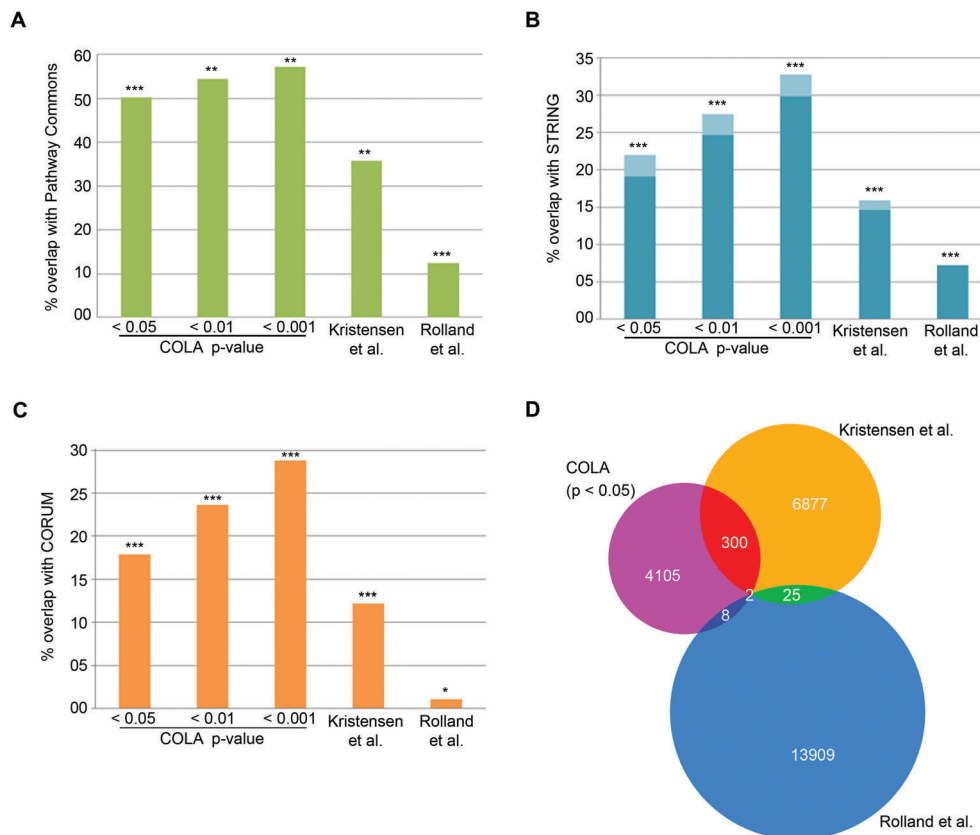 A
% overlap with Pathway Commons
60
50
40
30
20
10
00
***
**
**
**
***
< 0.05
< 0.01
< 0.001
COLA p-value
Kristensen
et al.
Rolland
et al.
B
% overlap with STRING
35
30
25
20
15
10
05
00
***
***
***
***
***
< 0.05
< 0.01
< 0.001
COLA p-value
Kristensen
et al.
Rolland
et al.
C
% overlap with CORUM
30
25
20
15
10
05
00
***
***
***
***
*
< 0.05
< 0.01
< 0.001
COLA p-value
Kristensen
et al.
Rolland
et al.
D
Kristensen et al.
COLA
(p < 0.05)
6877
300
4105
2
25
8
13909
Rolland et al.